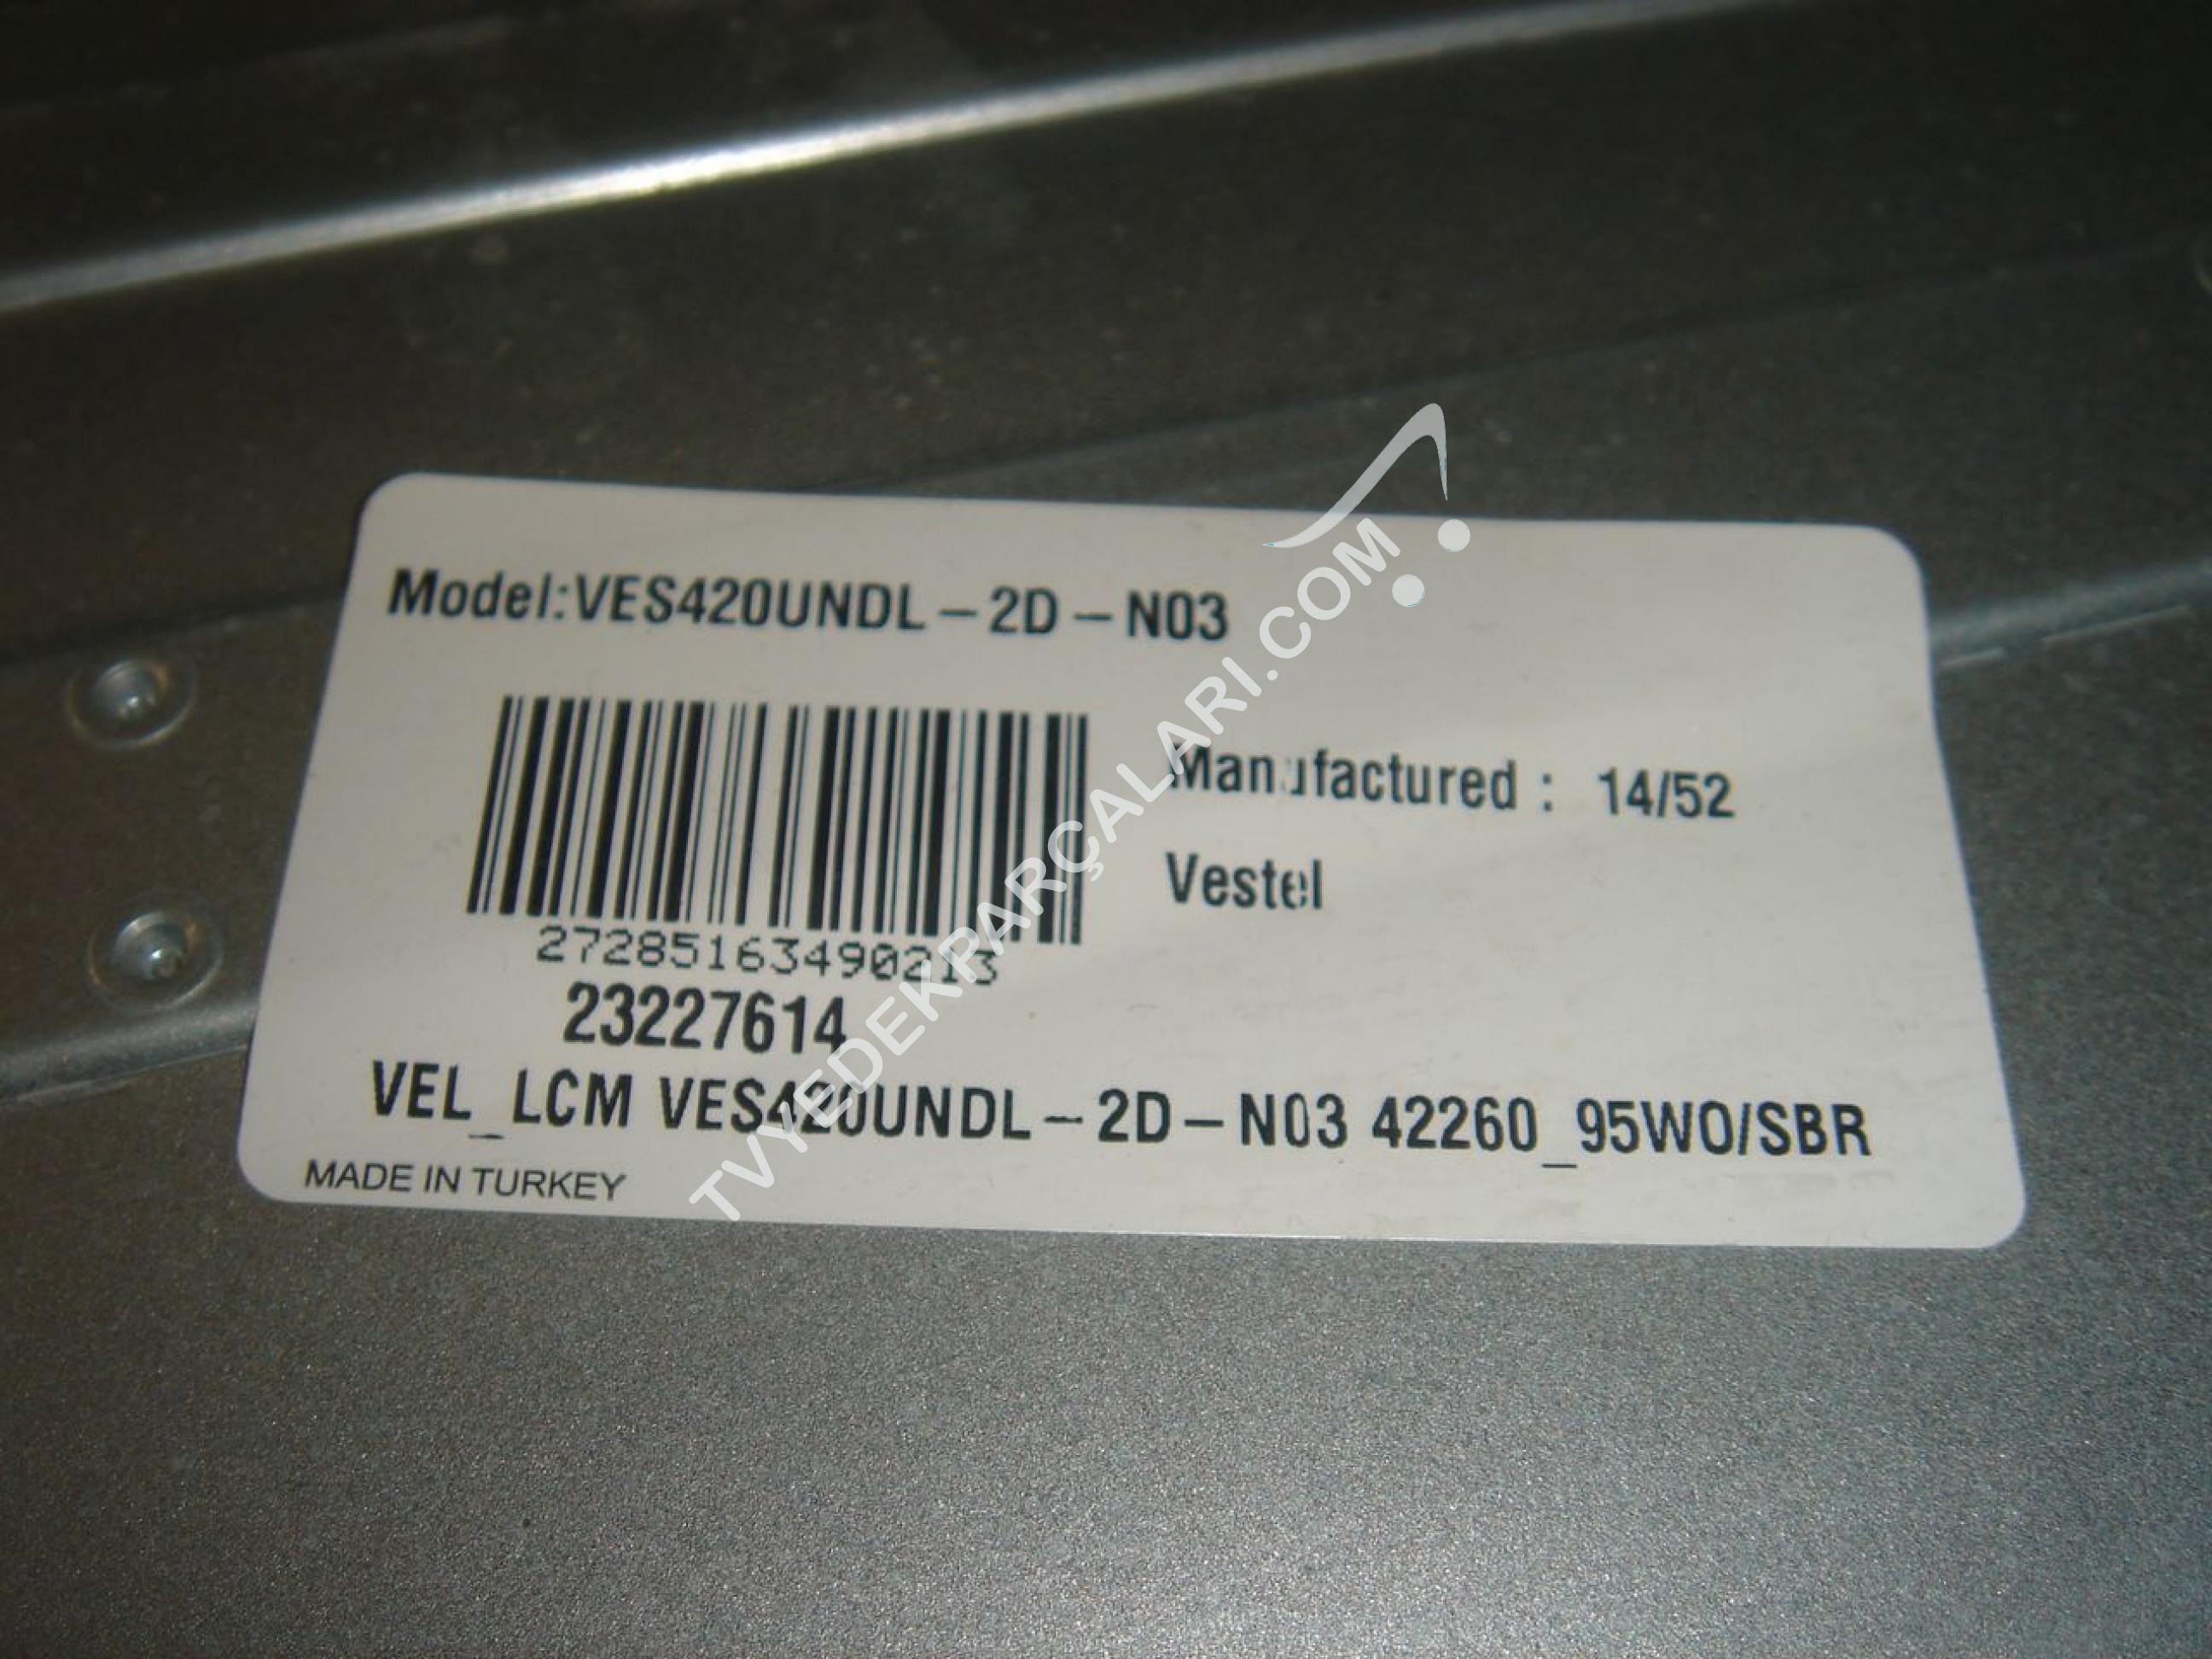 Model:VES420UNDL-2D-N03
Manufactured : 14/52
Vestel
27285163490213
23227614
VEL_LCM VES420UNDL-2D-N03 42260_95WO/SBR
MADE IN TURKEY
TVYEDEKPARÇALARI.COM